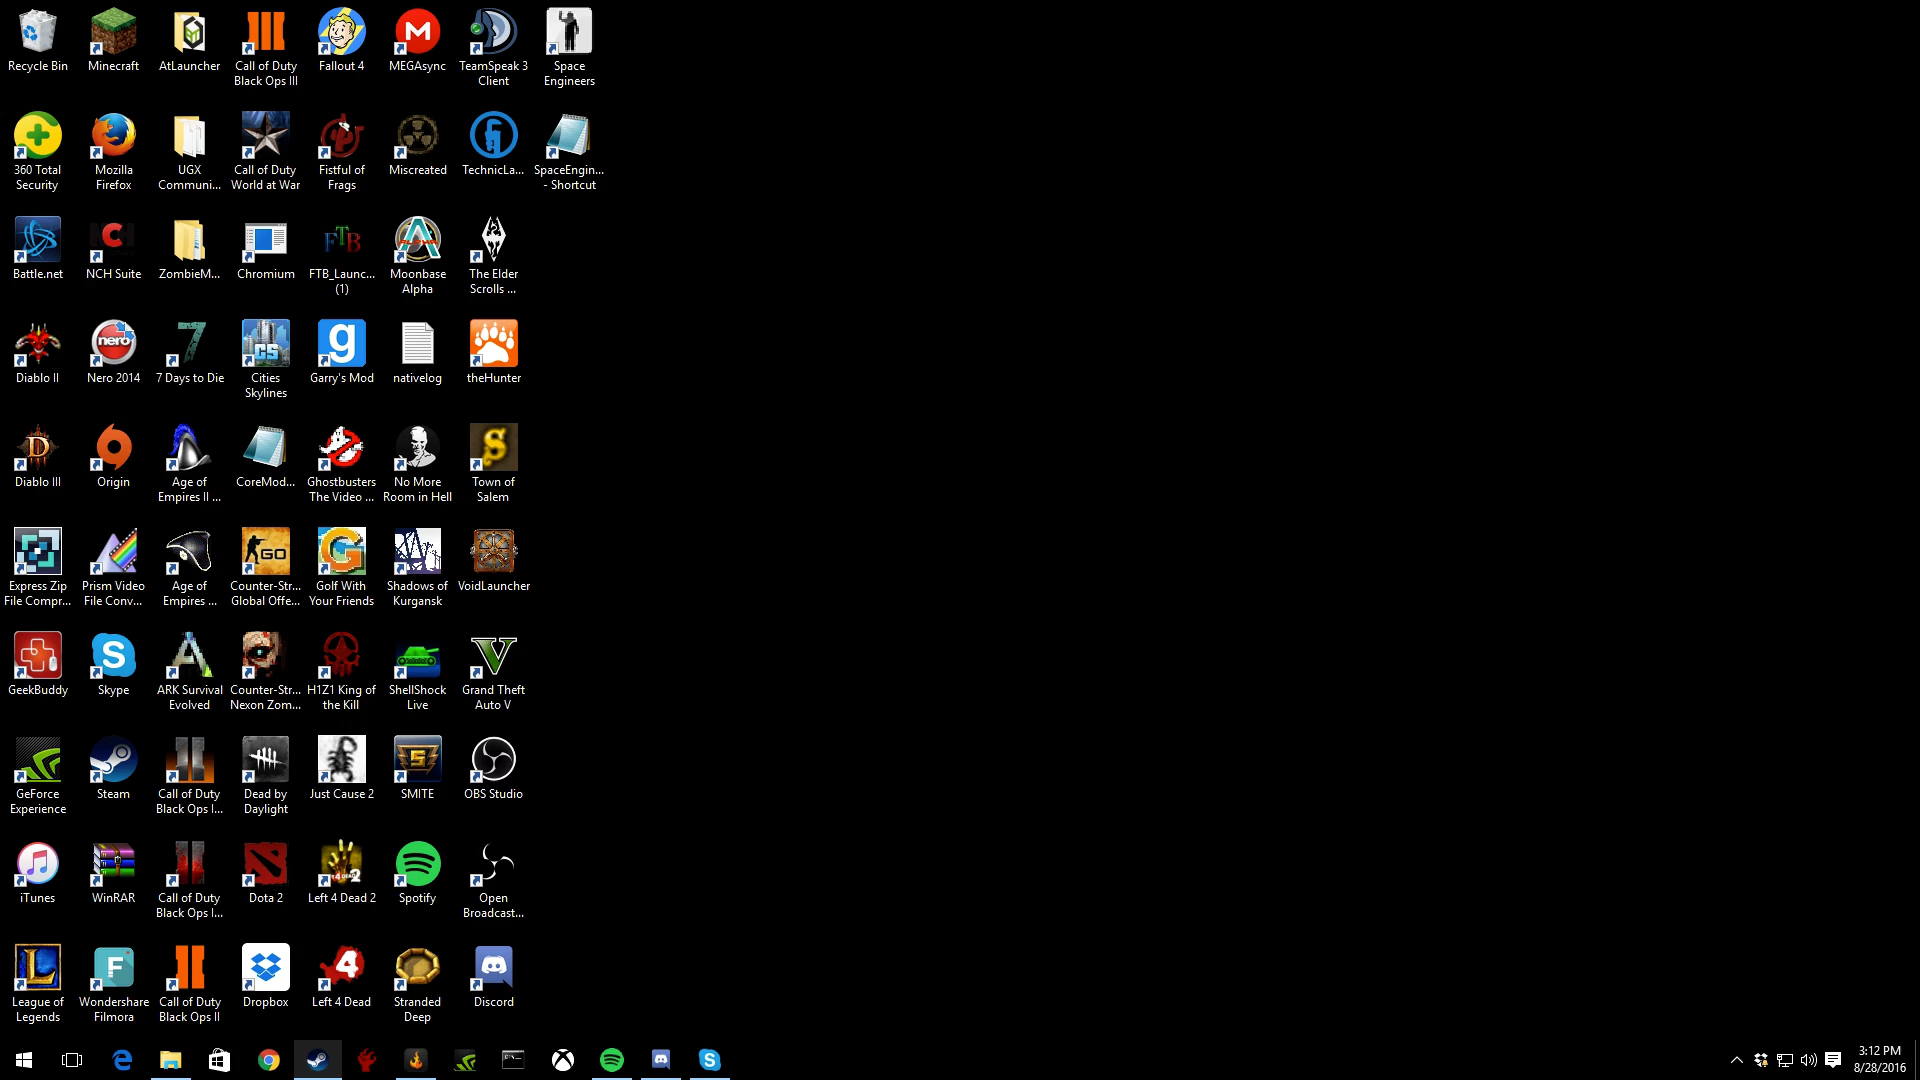 Recycle Bin
Minecraft
AtLauncher
Call of Duty
Black Ops III
Fallout 4
MEGAsync
TeamSpeak 3
Client
Space
Engineers
360 Total
Security
Mozilla
Firefox
UGX
Communi...
Call of Duty
World at War
Fistful of
Frags
Miscreated
TechnicLa...
SpaceEngin...
- Shortcut
Battle.net
NCH Suite
ZombieM...
Chromium
FTB
FTB_Launc...
(1)
Moonbase
Alpha
The Elder
Scrolls ...
Diablo II
nero
Nero 2014
7
7 Days to Die
CS
Cities
Skylines
g
Garry's Mod
nativelog
theHunter
D
Diablo III
Origin
Age of
Empires II ...
CoreMod...
Ghostbusters
The Video ...
No More
Room in Hell
S
Town of
Salem
Express Zip
File Compr...
Prism Video
File Conv...
Age of
Empires ...
GO
Counter-Str...
Global Offe...
G
Golf With
Your Friends
Shadows of
Kurgansk
VoidLauncher
GeekBuddy
S
Skype
ARK Survival
Evolved
Counter-Str...
Nexon Zom...
H1Z1 King of
the Kill
ShellShock
Live
V
Grand Theft
Auto V
GeForce
Experience
Steam
Call of Duty
Black Ops I...
Dead by
Daylight
Just Cause 2
S
SMITE
OBS Studio
iTunes
WinRAR
Call of Duty
Black Ops I...
Dota 2
Left 4 Dead 2
Spotify
Open
Broadcast...
L
League of
Legends
F
Wondershare
Filmora
Call of Duty
Black Ops II
Dropbox
4
Left 4 Dead
Stranded
Deep
Discord
3:12 PM
8/28/2016